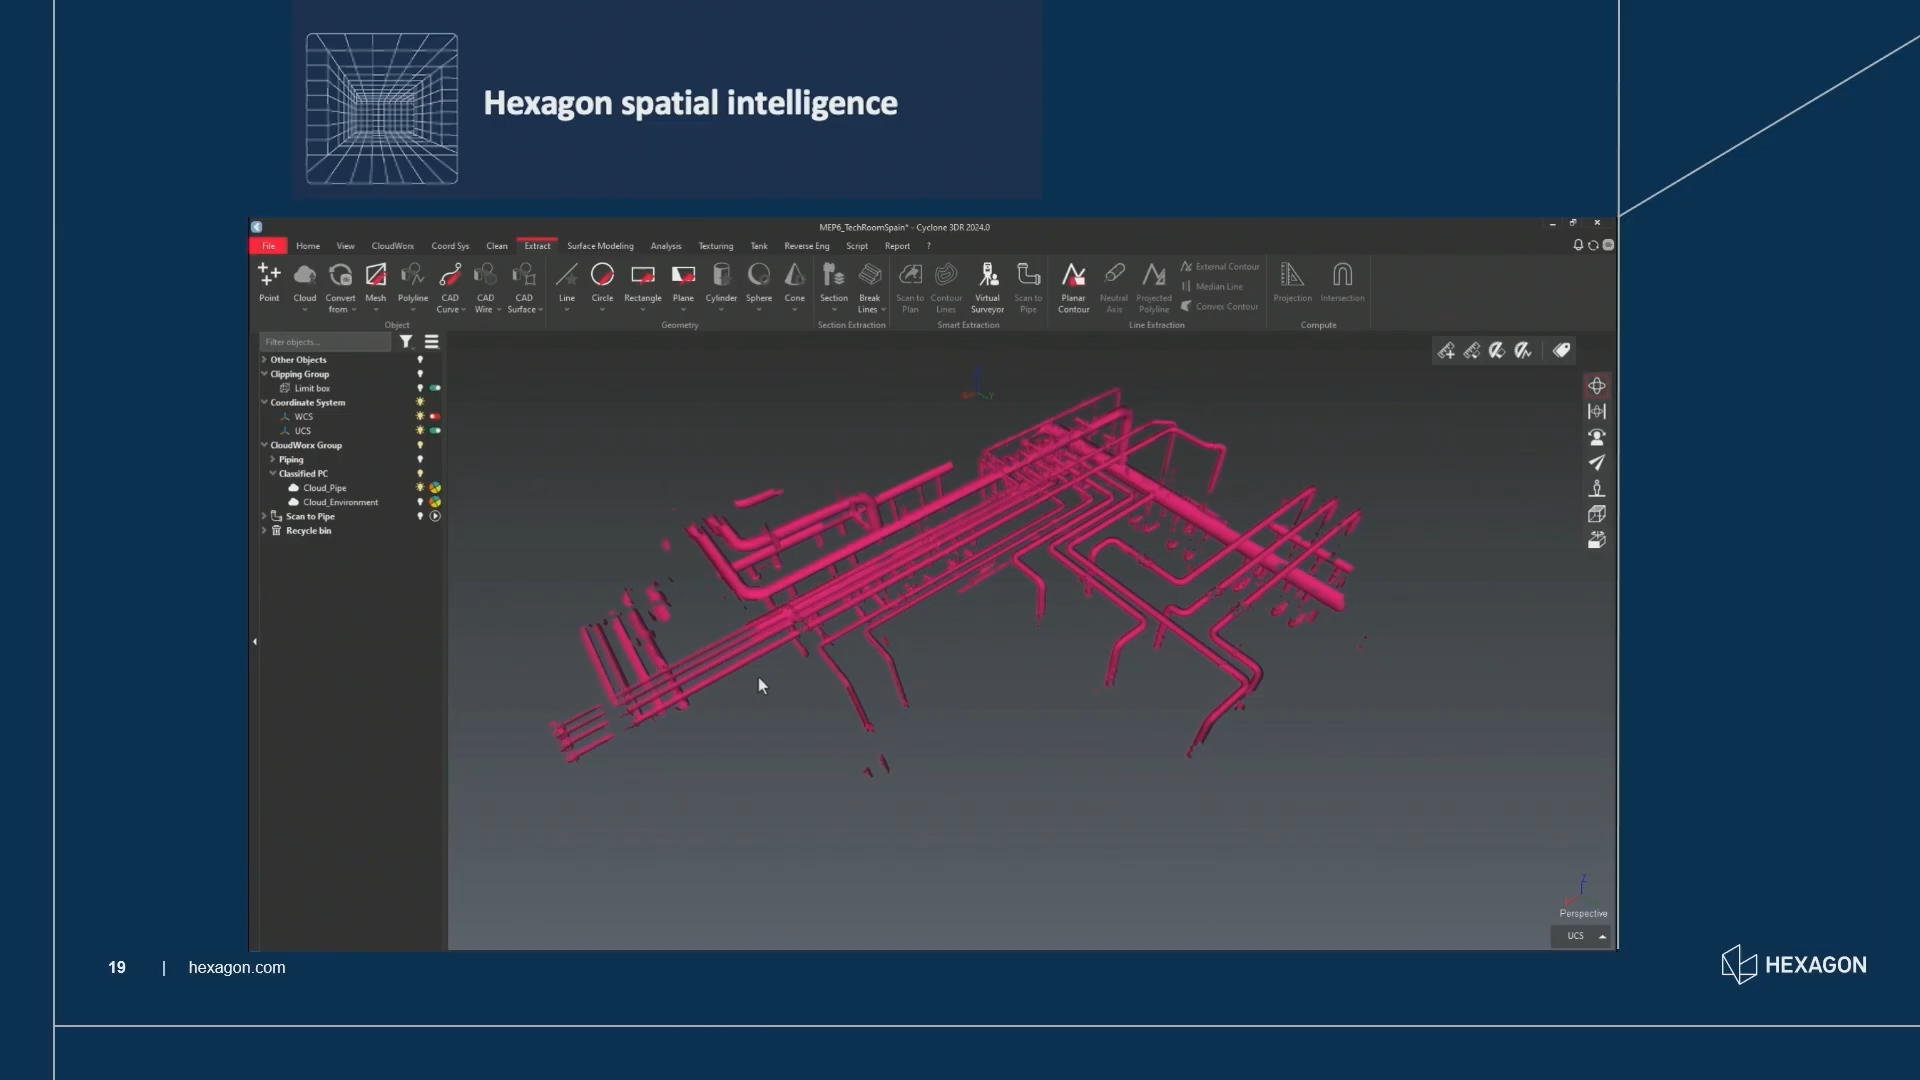 Hexagon spatial intelligence
MEP6_TechRoomSpain* - Cyclone 3DR 2024.0
File Home View CloudWorx Coord Sys Clean Extract Surface Modeling Analysis Texturing Tank Reverse Eng Script Report ?
Point Cloud Convert from Mesh Polyline CAD Curve CAD Wire CAD Surface
Object
Line Circle Rectangle Plane Cylinder Sphere Cone
Geometry
Section Break Lines
Section Extraction
Scan to Plan Contour Lines Virtual Surveyor Scan to Pipe
Smart Extraction
Planar Contour Neutral Axis Projected Polyline
External Contour
Median Line
Convex Contour
Line Extraction
Projection Intersection
Compute
Filter objects...
Other Objects
Clipping Group
Limit box
Coordinate System
WCS
UCS
CloudWorx Group
Piping
Classified PC
Cloud_Pipe
Cloud_Environment
Scan to Pipe
Recycle bin
Y
Z
Perspective
UCS
19 | hexagon.com
HEXAGON